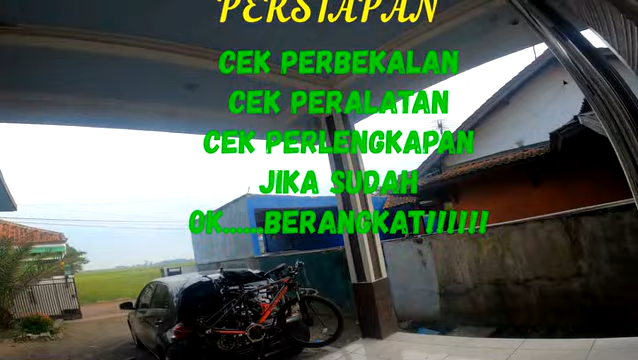 PERSIAPAN
CEK PERBEKALAN
CEK PERALATAN
CEK PERLENGKAPAN
JIKA SUDAH
OK......BERANGKAT!!!!!!